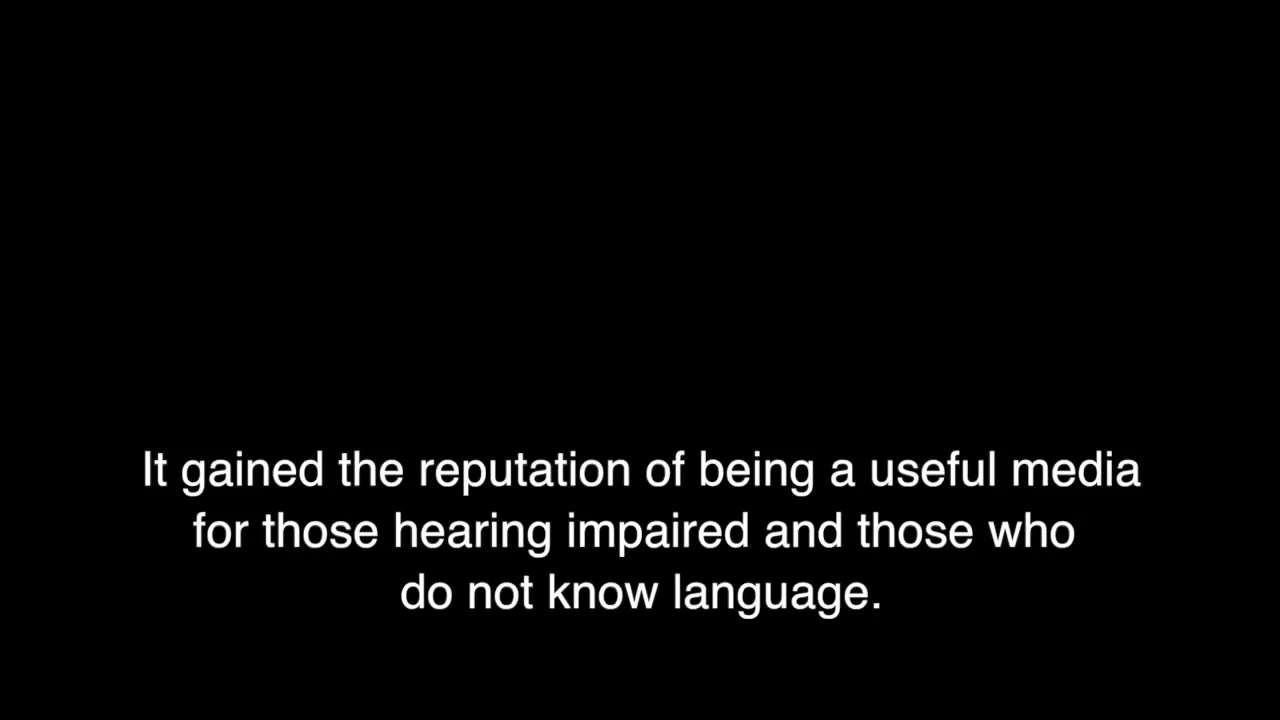 It gained the reputation of being a useful media
for those hearing impaired and those who
do not know language.